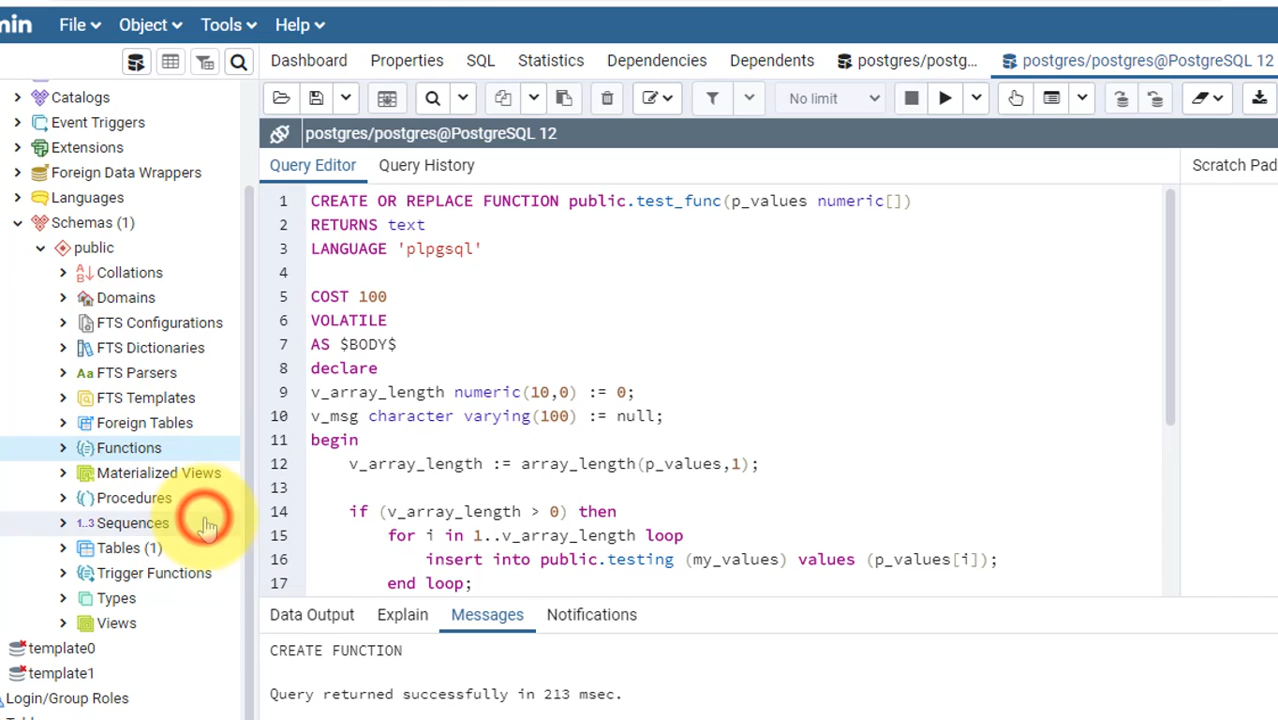 min File Object Tools Help
Dashboard Properties SQL Statistics Dependencies Dependents postgres/postg... postgres/postgres@PostgreSQL 12
No limit
Catalogs
Event Triggers
Extensions
Foreign Data Wrappers
Languages
Schemas (1)
public
Collations
Domains
FTS Configurations
FTS Dictionaries
Aa FTS Parsers
FTS Templates
Foreign Tables
Functions
Materialized Views
Procedures
1..3 Sequences
Tables (1)
Trigger Functions
Types
Views
template0
template1
Login/Group Roles
postgres/postgres@PostgreSQL 12
Query Editor Query History Scratch Pad
1 CREATE OR REPLACE FUNCTION public.test_func(p_values numeric[])
2 RETURNS text
3 LANGUAGE 'plpgsql'
4
5 COST 100
6 VOLATILE
7 AS $BODY$
8 declare
9 v_array_length numeric(10,0) := 0;
10 v_msg character varying(100) := null;
11 begin
12 v_array_length := array_length(p_values,1);
13
14 if (v_array_length > 0) then
15 for i in 1..v_array_length loop
16 insert into public.testing (my_values) values (p_values[i]);
17 end loop;
Data Output Explain Messages Notifications
CREATE FUNCTION
Query returned successfully in 213 msec.